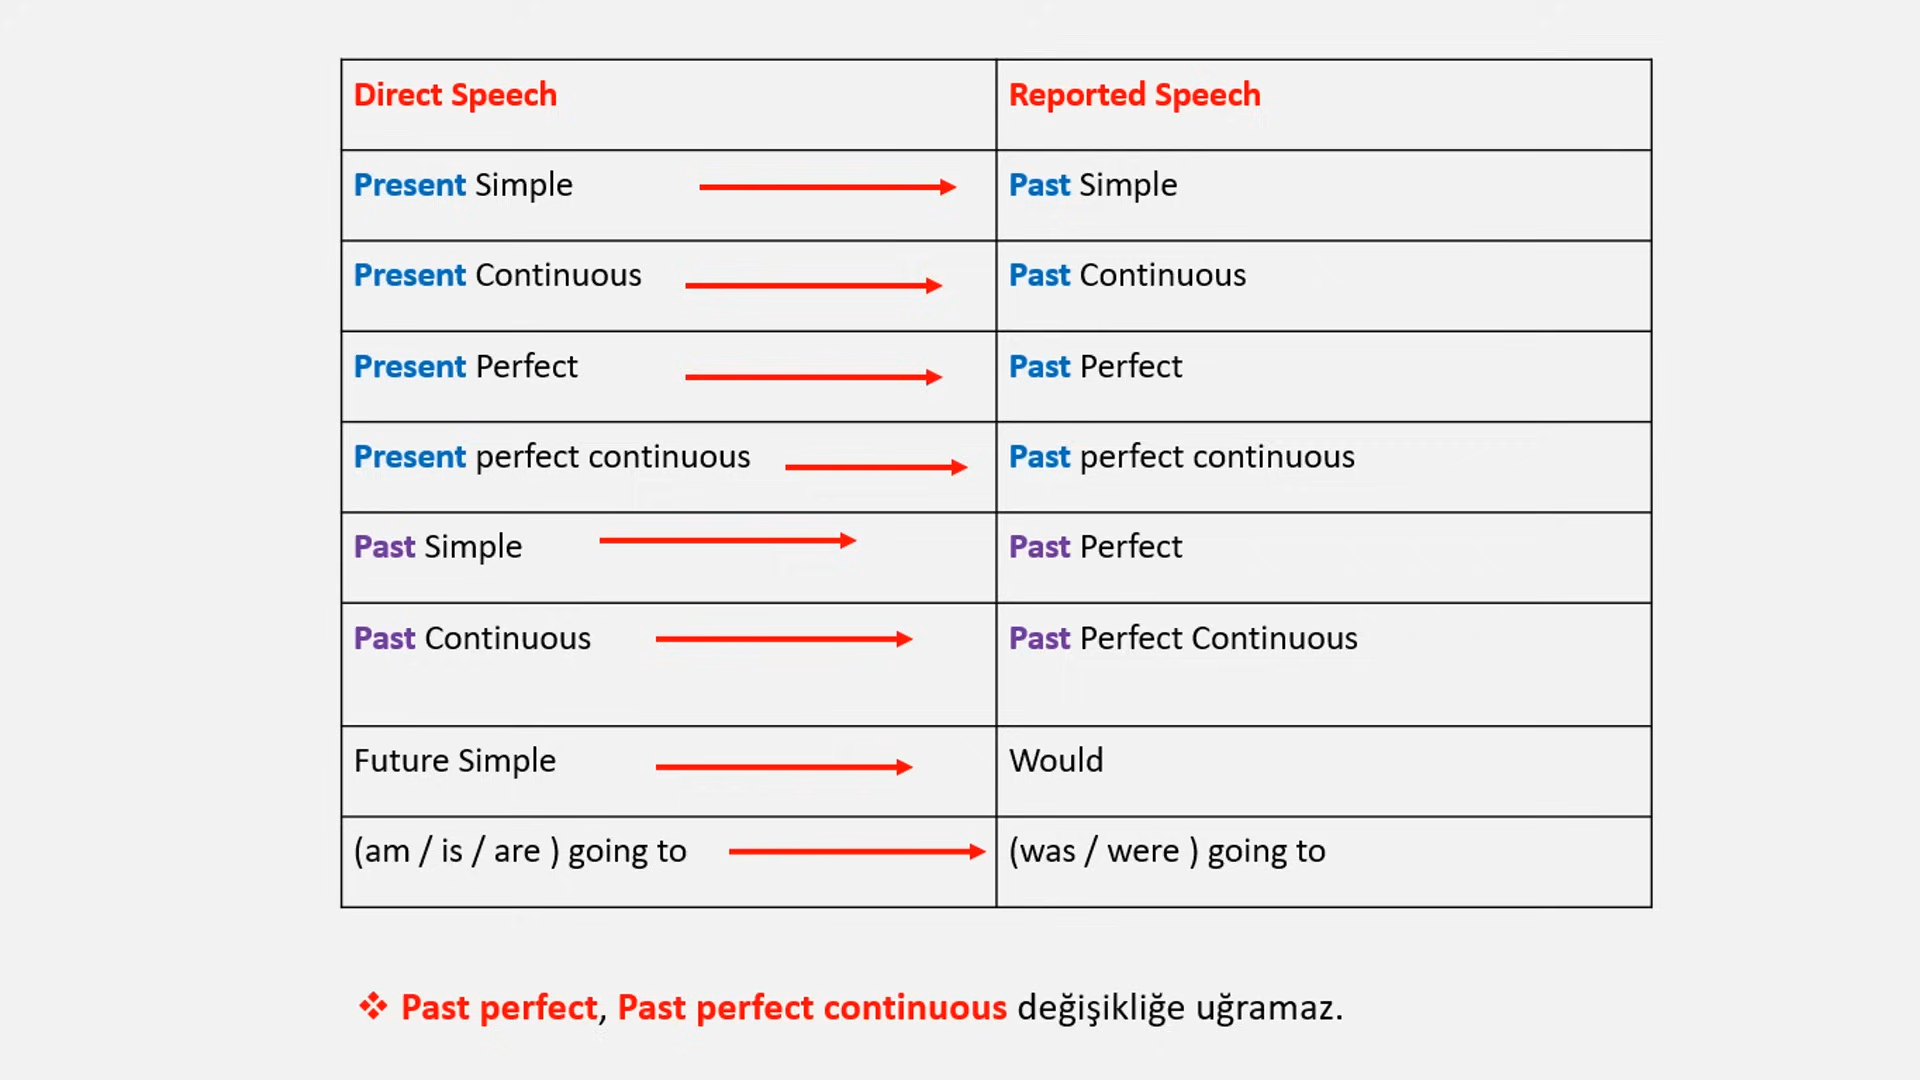 Direct Speech
Reported Speech
Present Simple
Past Simple
Present Continuous
Past Continuous
Present Perfect
Past Perfect
Present perfect continuous
Past perfect continuous
Past Simple
Past Perfect
Past Continuous
Past Perfect Continuous
Future Simple
Would
(am / is / are ) going to
(was / were ) going to
❖ Past perfect, Past perfect continuous değişikliğe uğramaz.